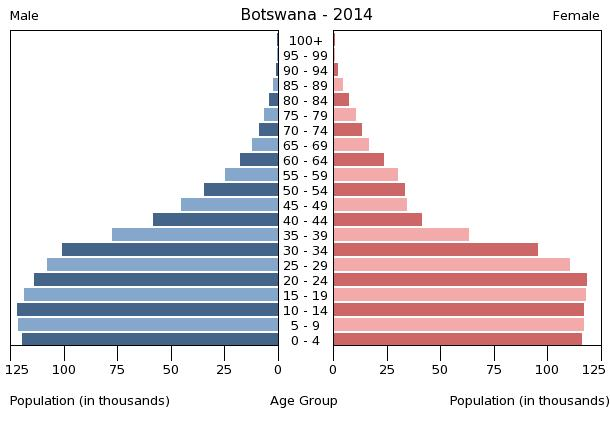 Male Botswana - 2014 Female
100+
95 - 99
90 - 94
85 - 89
80 - 84
75 - 79
70 - 74
65 - 69
60 - 64
55 - 59
50 - 54
45 - 49
40 - 44
35 - 39
30 - 34
25 - 29
20 - 24
15 - 19
10 - 14
5 - 9
0 - 4
125 100 75 50 25 0 0 25 50 75 100 125
Population (in thousands) Age Group Population (in thousands)